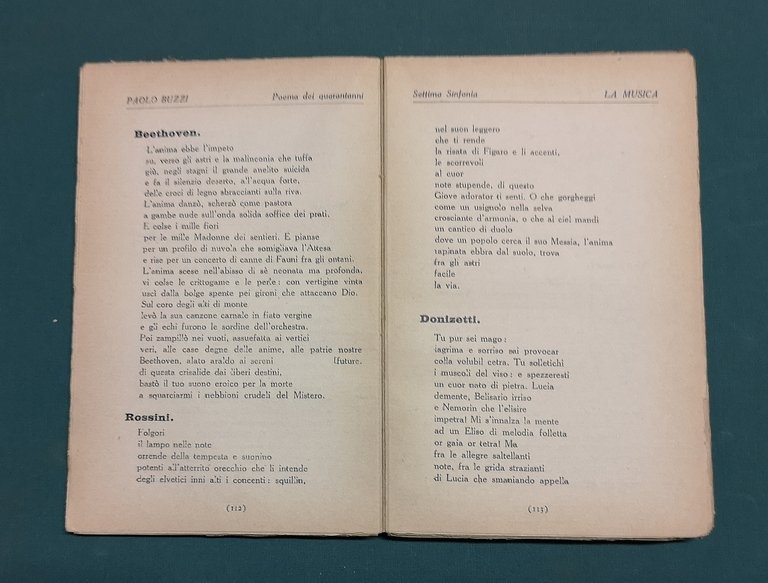 PAOLO BUZZI Poema dei quarantanni
Beethoven.
L'anima ebbe l'impeto
su, verso gli astri e la malinconia che tuffa
giù, negli stagni il grande anelito suicida
e fa il silenzio deserto, all'acqua forte,
delle croci di legno sbraccianti sulla riva.
L'anima danzò, scherzò come pastora
a gambe nude sull'onda solida soffice dei prati.
E colse i mille fiori
per le mille Madonne dei sentieri. E pianse
per un profilo di nuvola che somigliava l'Attesa
e rise per un concerto di canne di Fauni fra gli ontani.
L'anima scese nell'abisso di sè neonata ma profonda,
vi colse le crittogame e le perle: con vertigine vinta
uscì dalla bolge spente pei gironi che attaccano Dio.
Sul coro degli alti di monte
levò la sua canzone carnale in fiato vergine
e gli echi furono le sordine dell'orchestra.
Poi zampillò nei vuoti, assuefatta ai vertici
veri, alle case degne delle anime, alle patrie nostre
Beethoven, alato araldo ai sereni [future.
di questa crisalide dai liberi destini,
bastò il tuo suono eroico per la morte
a squarciarmi i nebbioni crudeli del Mistero.
Rossini.
Folgori
il lampo nelle note
orrende della tempesta e suonino
potenti all'atterrito orecchio che li intende
degli elvetici inni alti i concenti: squillin,
(112)
Settima Sinfonia LA MUSICA
nel suon leggero
che ti rende
la risata di Figaro e li accenti,
le scorrevoli
al cuor
note stupende, di questo
Giove adorator ti senti. O che gorgheggi
come un usignolo nella selva
crosciante d'armonia, o che al ciel mandi
un cantico di duolo
dove un popolo cerca il suo Messia, l'anima
rapinata ebbra dal suolo, trova
fra gli astri
facile
la via.
Donizetti.
Tu pur sei mago:
lagrima e sorriso sai provocar
colla volubil cetra. Tu solletichi
i muscoli del viso: e spezzeresti
un cuor nato di pietra. Lucia
demente, Belisario irriso
e Nemorin che l'elisire
impetra! Mi s'innalza la mente
ad un Eliso di melodia folletta
or gaia or tetra! Ma
fra le allegre saltellanti
note, fra le grida strazianti
di Lucia che smaniando appella
(113)